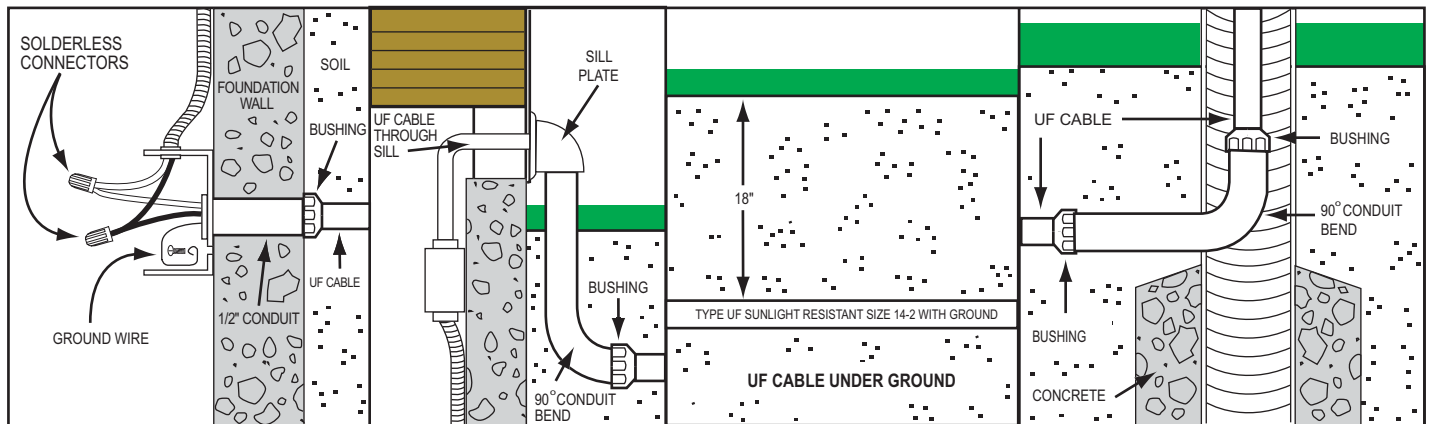 SOLDERLESS
CONNECTORS
FOUNDATION
WALL
SOIL
BUSHING
UF CABLE
1/2" CONDUIT
GROUND WIRE
UF CABLE
THROUGH
SILL
SILL
PLATE
BUSHING
90° CONDUIT
BEND
18"
TYPE UF SUNLIGHT RESISTANT SIZE 14-2 WITH GROUND
UF CABLE UNDER GROUND
UF CABLE
BUSHING
90° CONDUIT
BEND
BUSHING
CONCRETE